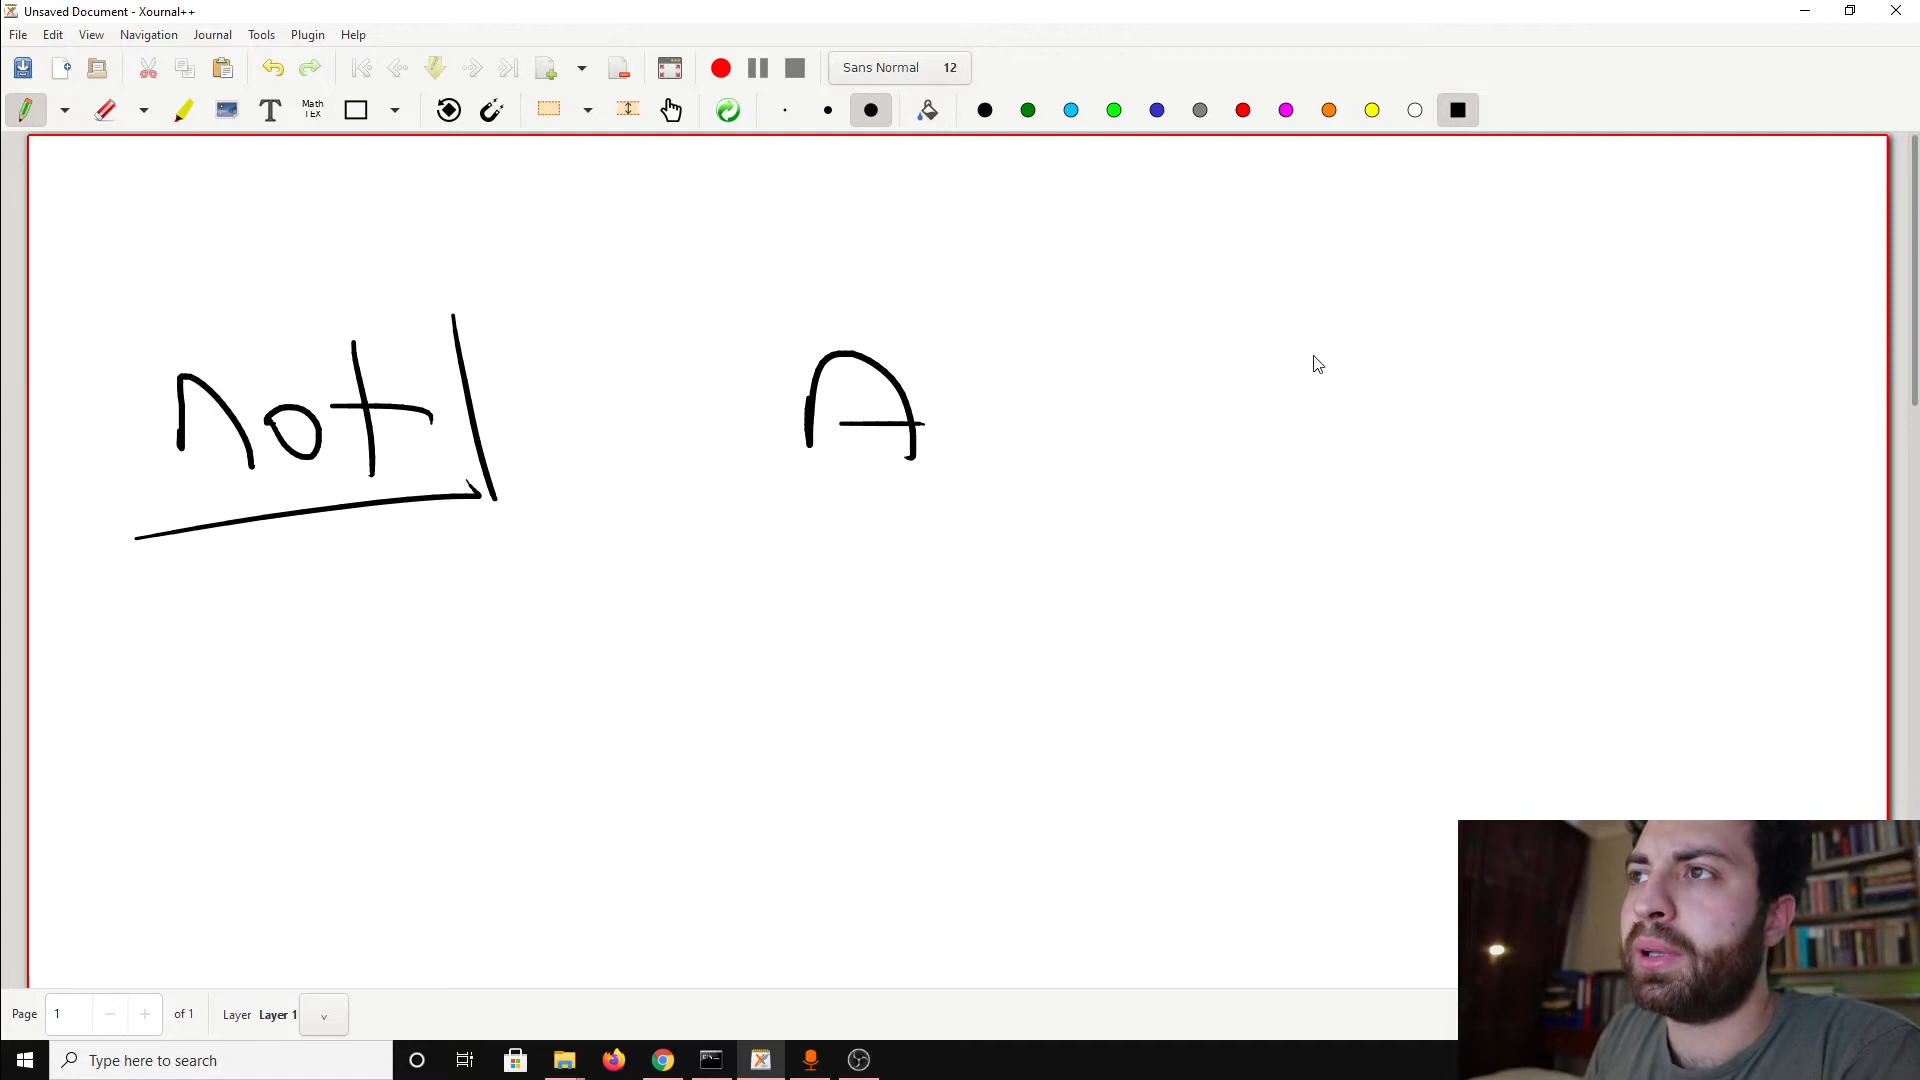 Unsaved Document - Xournal++
File Edit View Navigation Journal Tools Plugin Help
Sans Normal 12
T Math TEX
not A
Page 1 of 1 Layer Layer 1
Type here to search